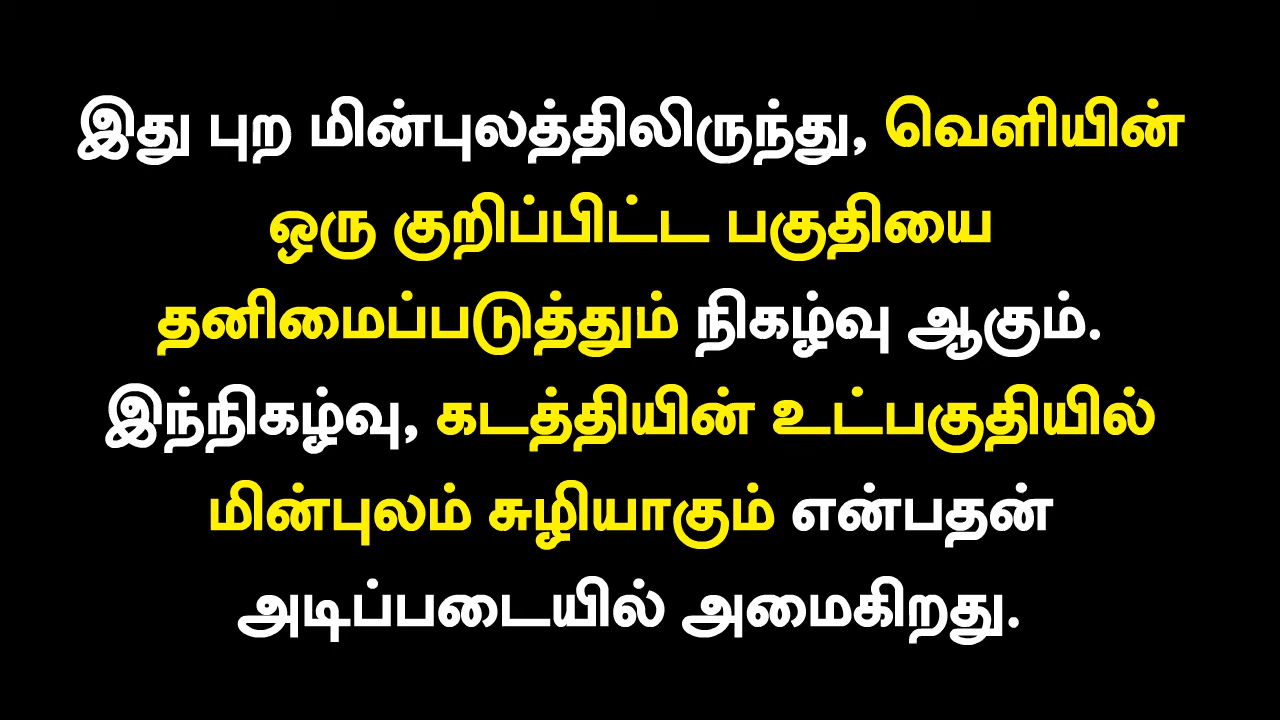 இது புற மின்புலத்திலிருந்து, வெளியின்
ஒரு குறிப்பிட்ட பகுதியை
தனிமைப்படுத்தும் நிகழ்வு ஆகும்.
இந்நிகழ்வு, கடத்தியின் உட்பகுதியில்
மின்புலம் சுழியாகும் என்பதன்
அடிப்படையில் அமைகிறது.